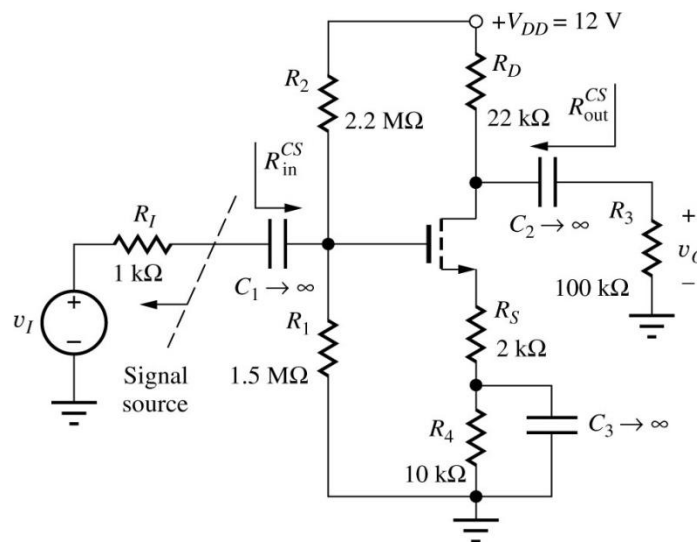 +V_DD = 12 V
R_2
R_D
2.2 MΩ
22 kΩ
R_out^CS
R_in^CS
R_I
1 kΩ
C_1 → ∞
C_2 → ∞
R_3
+
v_O
−
100 kΩ
v_I
+
−
Signal
source
R_1
1.5 MΩ
R_S
2 kΩ
R_4
10 kΩ
C_3 → ∞